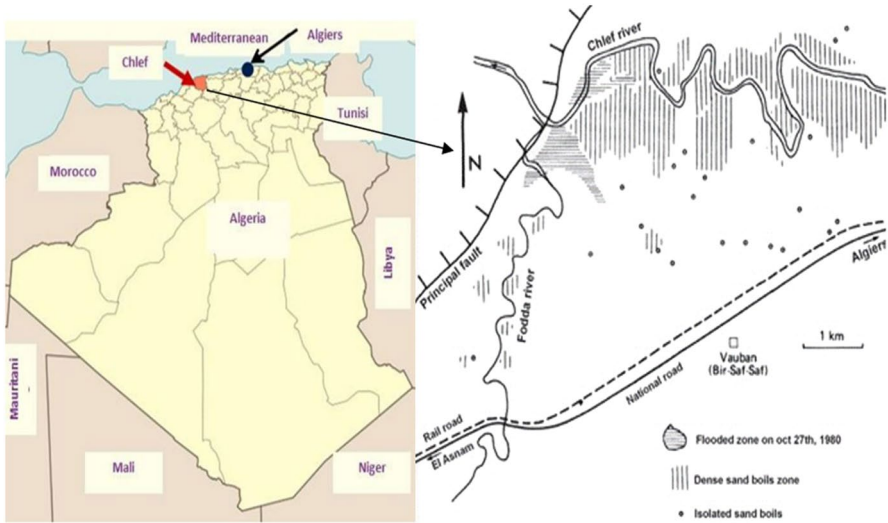 Mediterranean
Algiers
Chlef
Tunisi
Morocco
Algeria
Libya
Mauritani
Mali
Niger
Chlef river
N
Principal fault
Fodda river
Algiers
1 km
Vauban
(Bir-Saf-Saf)
National road
Rail road
El Asnam
Flooded zone on oct 27th, 1980
Dense sand boils zone
Isolated sand boils